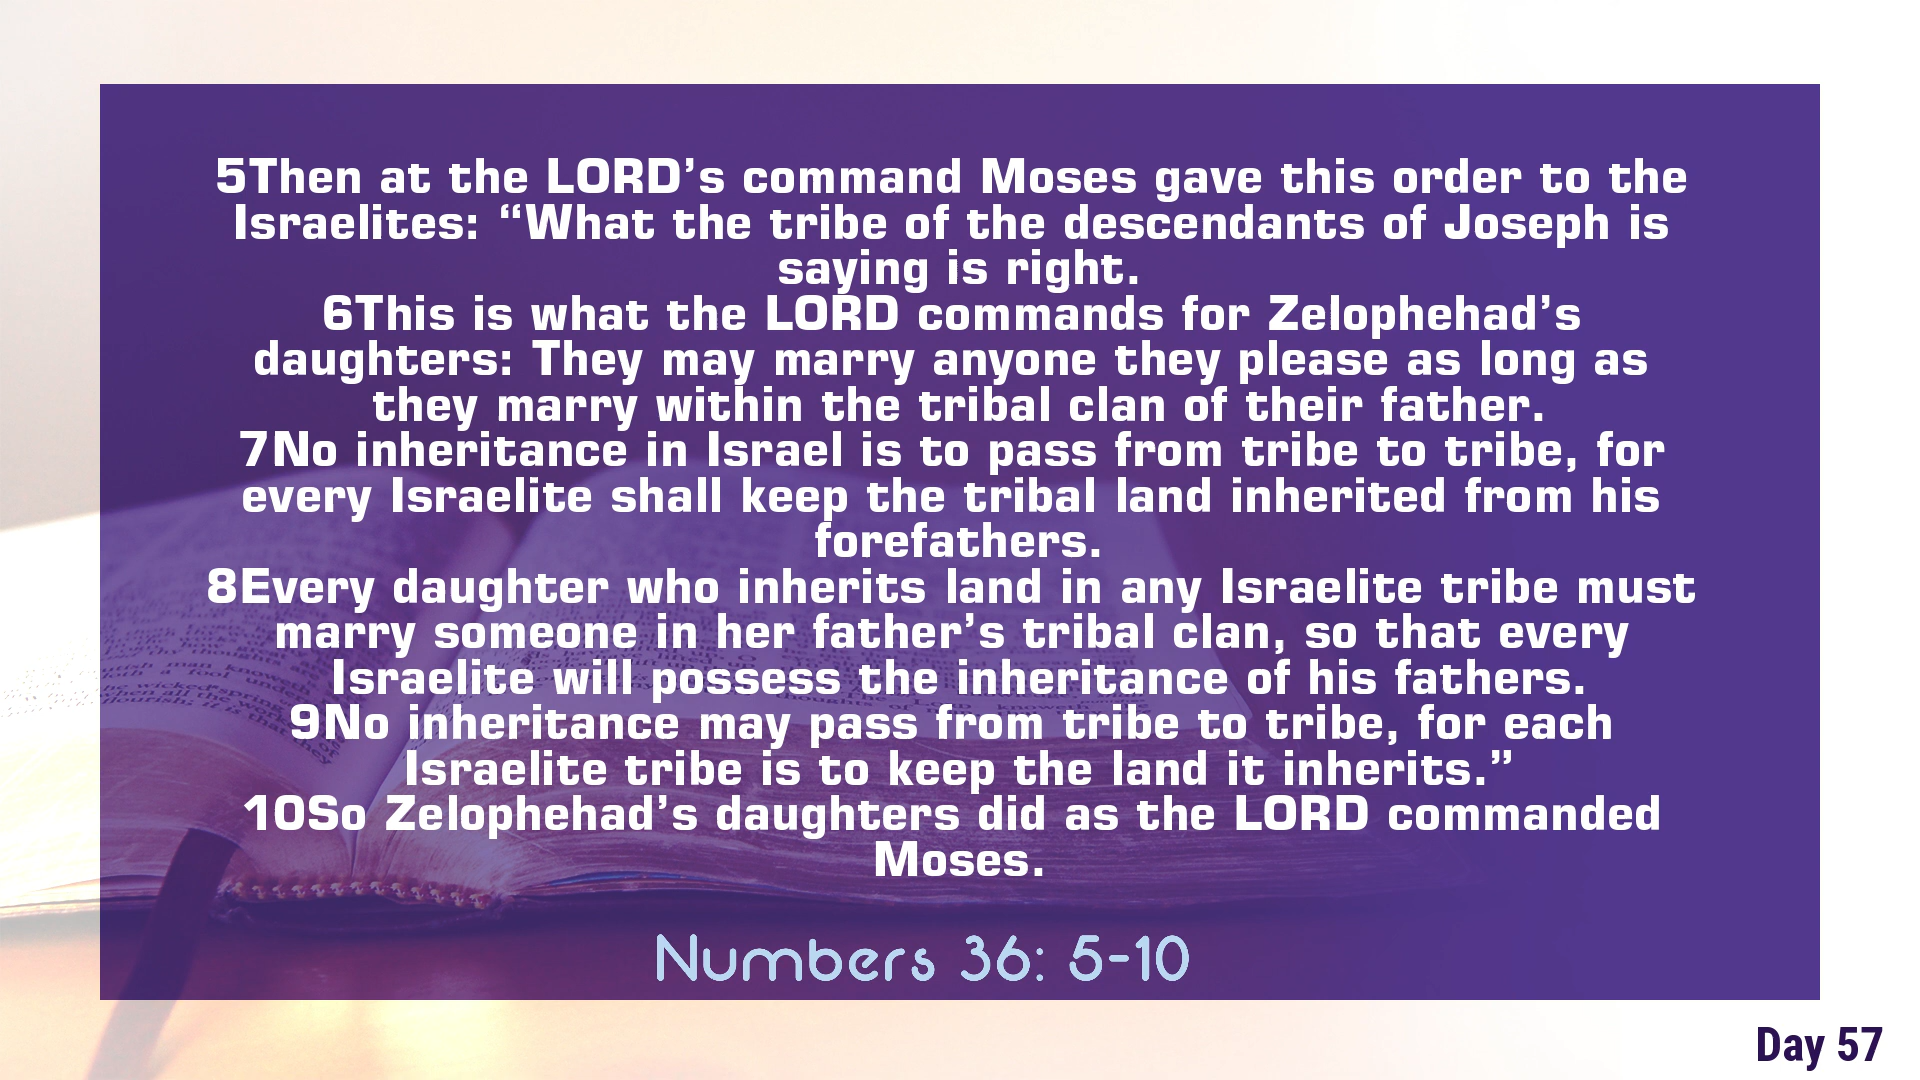 5Then at the LORD’s command Moses gave this order to the
Israelites: “What the tribe of the descendants of Joseph is
saying is right.
6This is what the LORD commands for Zelophehad’s
daughters: They may marry anyone they please as long as
they marry within the tribal clan of their father.
7No inheritance in Israel is to pass from tribe to tribe, for
every Israelite shall keep the tribal land inherited from his
forefathers.
8Every daughter who inherits land in any Israelite tribe must
marry someone in her father’s tribal clan, so that every
Israelite will possess the inheritance of his fathers.
9No inheritance may pass from tribe to tribe, for each
Israelite tribe is to keep the land it inherits.”
10So Zelophehad’s daughters did as the LORD commanded
Moses.
Numbers 36: 5-10
Day 57